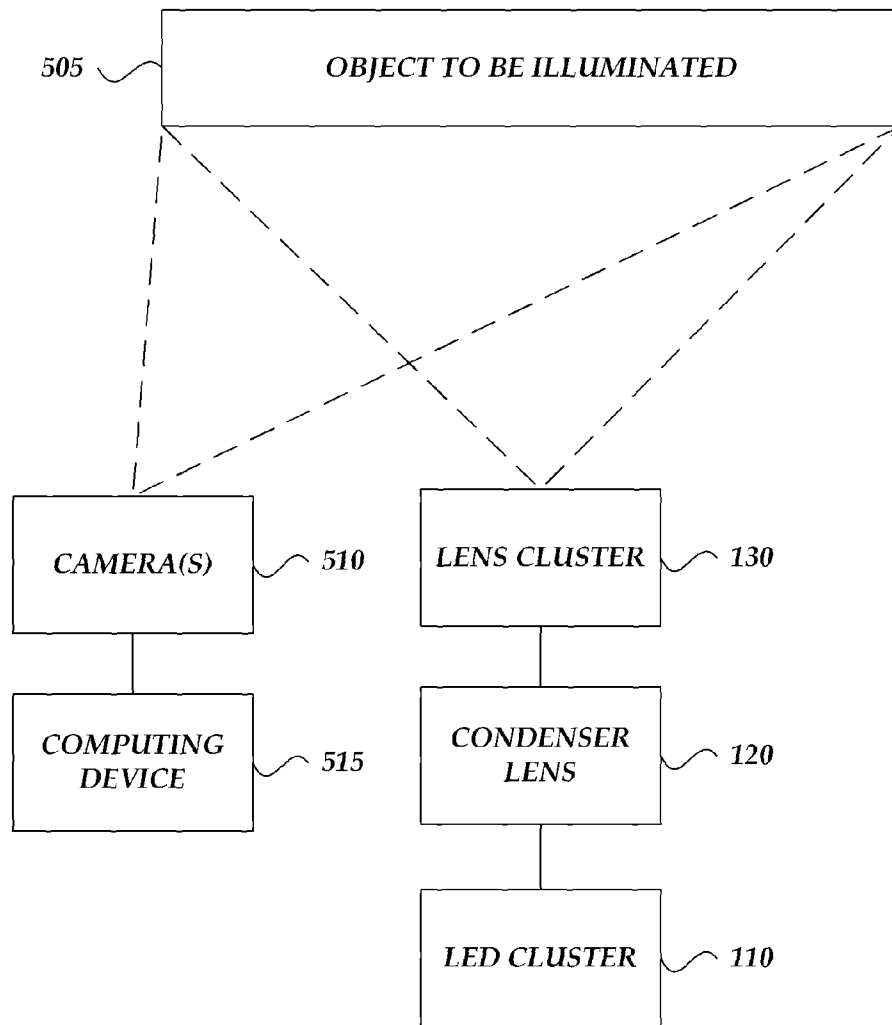 505
OBJECT TO BE ILLUMINATED
CAMERA(S)
510
LENS CLUSTER
130
COMPUTING
DEVICE
515
CONDENSER
LENS
120
LED CLUSTER
110